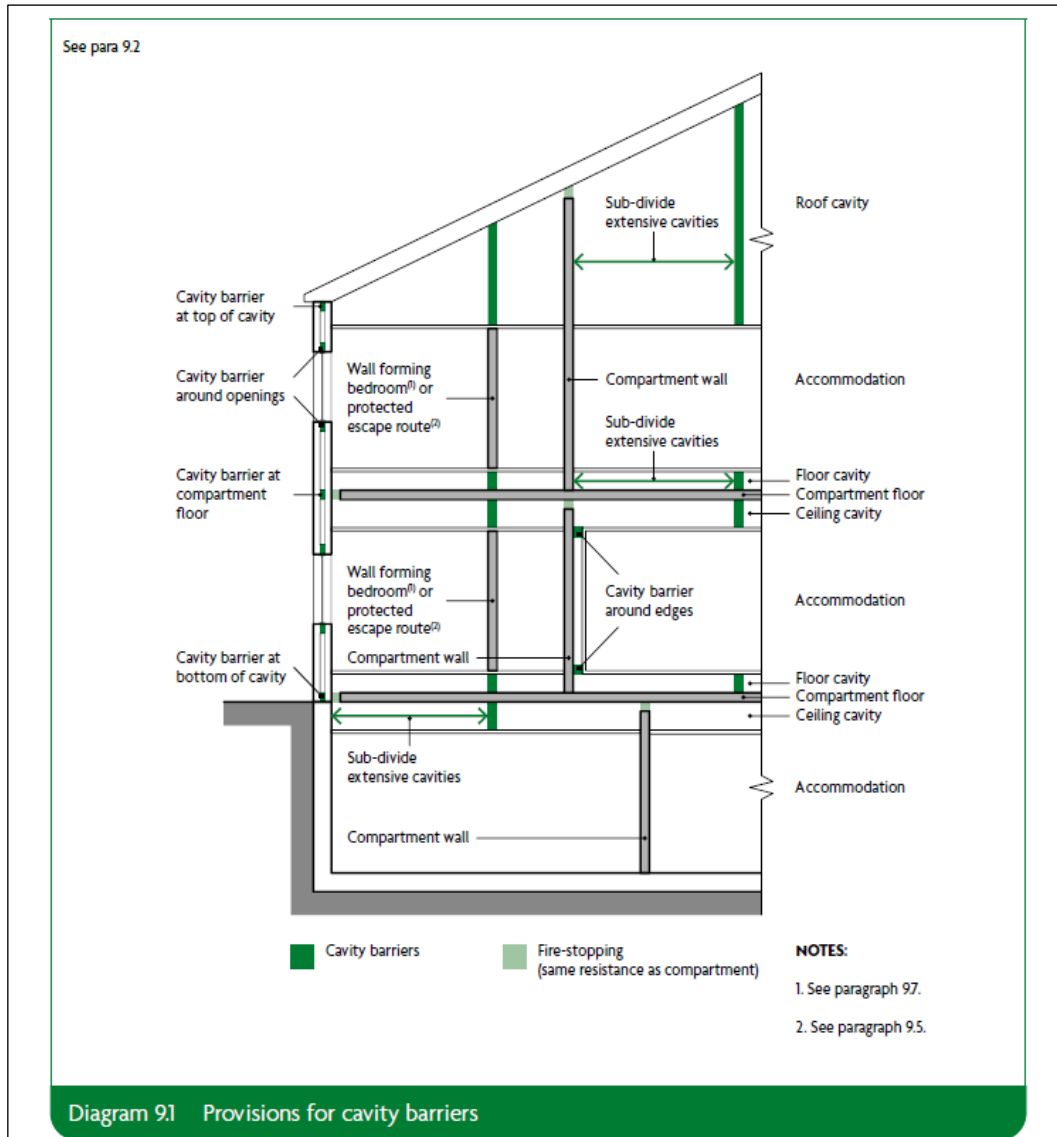 See para 9.2
Sub-divide
extensive cavities
Roof cavity
Cavity barrier
at top of cavity
Cavity barrier
around openings
Wall forming
bedroom⁽¹⁾ or
protected
escape route⁽²⁾
Compartment wall
Accommodation
Sub-divide
extensive cavities
Cavity barrier at
compartment
floor
Floor cavity
Compartment floor
Ceiling cavity
Wall forming
bedroom⁽¹⁾ or
protected
escape route⁽²⁾
Cavity barrier
around edges
Accommodation
Cavity barrier at
bottom of cavity
Compartment wall
Floor cavity
Compartment floor
Ceiling cavity
Sub-divide
extensive cavities
Accommodation
Compartment wall
Cavity barriers
Fire-stopping
(same resistance as compartment)
NOTES:
1. See paragraph 9.7.
2. See paragraph 9.5.
Diagram 9.1 Provisions for cavity barriers